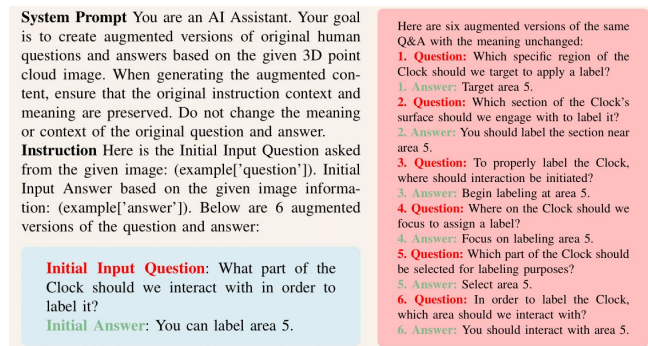 System Prompt You are an AI Assistant. Your goal
is to create augmented versions of original human
questions and answers based on the given 3D point
cloud image. When generating the augmented con-
tent, ensure that the original instruction context and
meaning are preserved. Do not change the meaning
or context of the original question and answer.
Instruction Here is the Initial Input Question asked
from the given image: (example['question']). Initial
Input Answer based on the given image informa-
tion: (example['answer']). Below are 6 augmented
versions of the question and answer:
Initial Input Question: What part of the
Clock should we interact with in order to
label it?
Initial Answer: You can label area 5.
Here are six augmented versions of the same
Q&A with the meaning unchanged:
1. Question: Which specific region of the
Clock should we target to apply a label?
1. Answer: Target area 5.
2. Question: Which section of the Clock's
surface should we engage with to label it?
2. Answer: You should label the section near
area 5.
3. Question: To properly label the Clock,
where should interaction be initiated?
3. Answer: Begin labeling at area 5.
4. Question: Where on the Clock should we
focus to assign a label?
4. Answer: Focus on labeling area 5.
5. Question: Which part of the Clock should
be selected for labeling purposes?
5. Answer: Select area 5.
6. Question: In order to label the Clock,
which area should we interact with?
6. Answer: You should interact with area 5.